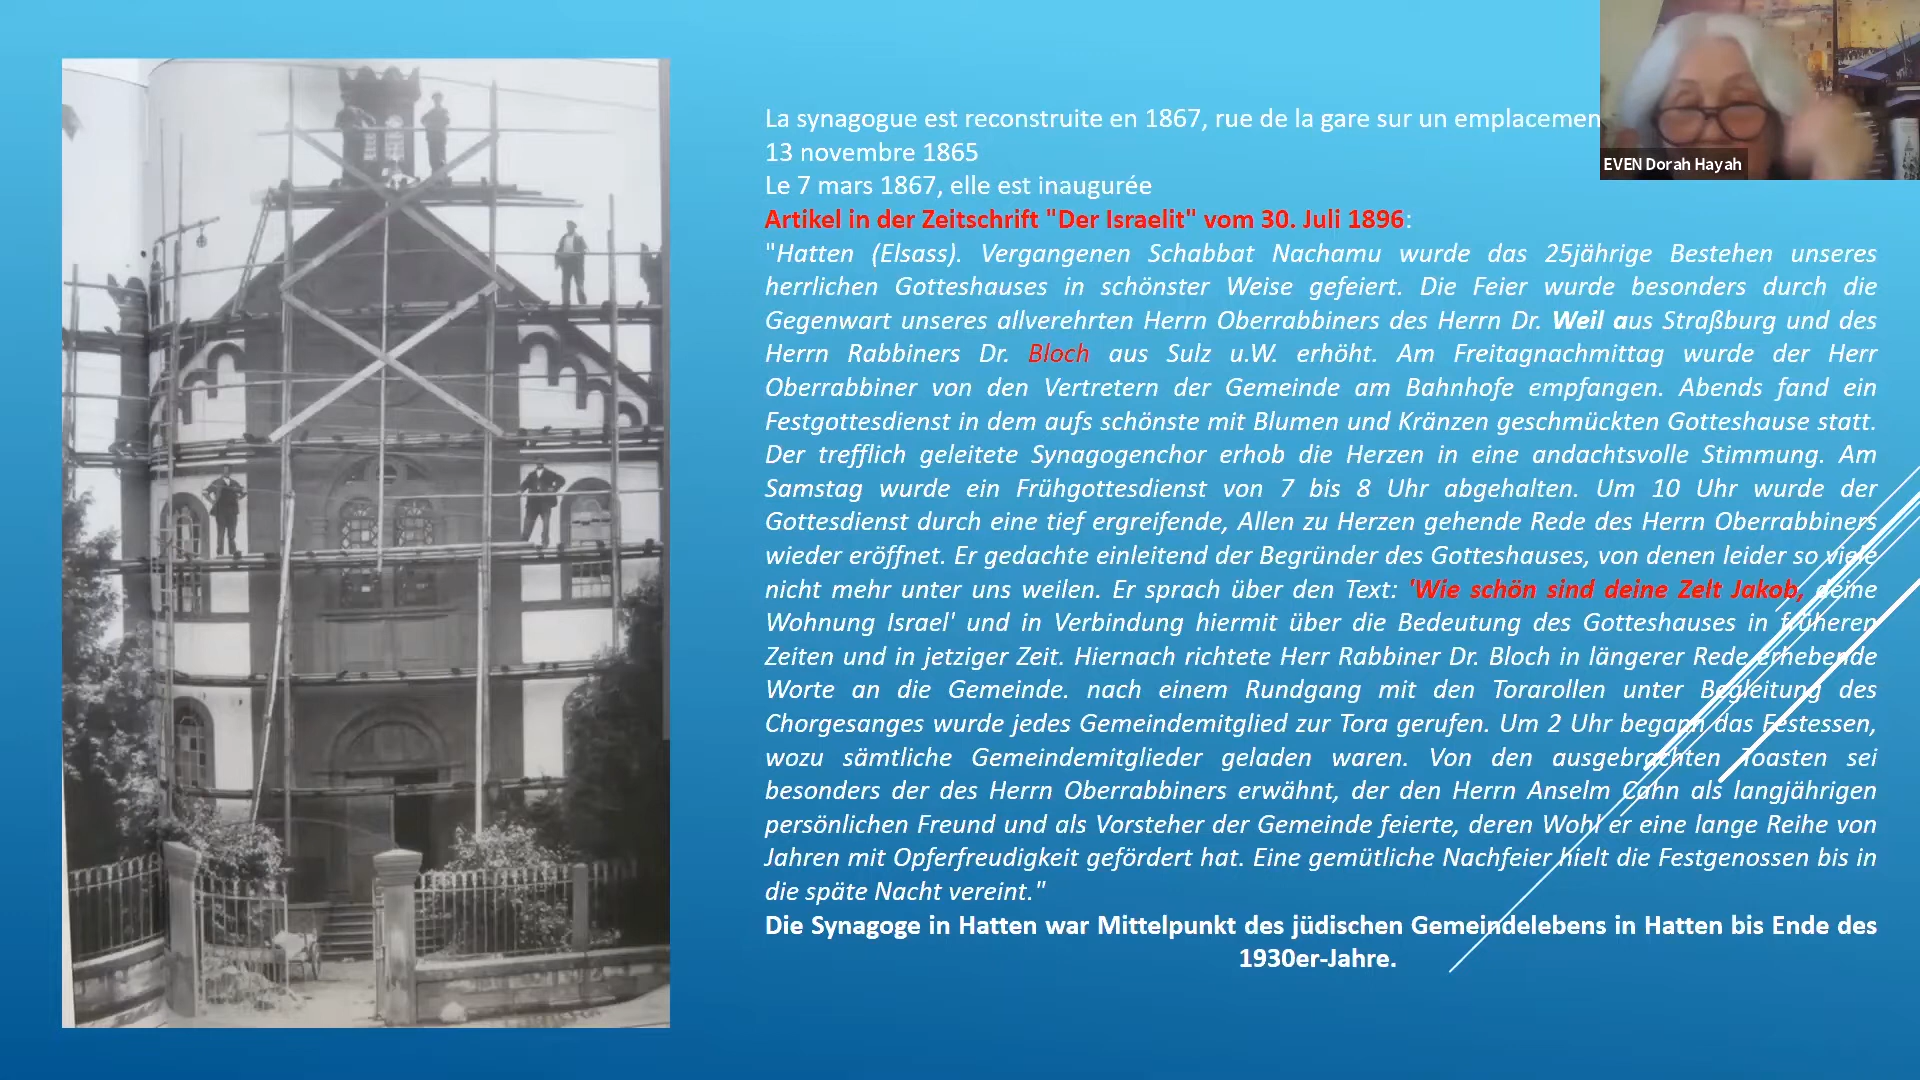 La synagogue est reconstruite en 1867, rue de la gare sur un emplacemen
13 novembre 1865
Le 7 mars 1867, elle est inaugurée
Artikel in der Zeitschrift "Der Israelit" vom 30. Juli 1896:
"Hatten (Elsass). Vergangenen Schabbat Nachamu wurde das 25jährige Bestehen unseres
herrlichen Gotteshauses in schönster Weise gefeiert. Die Feier wurde besonders durch die
Gegenwart unseres allverehrten Herrn Oberrabbiners des Herrn Dr. Weil aus Straßburg und des
Herrn Rabbiners Dr. Bloch aus Sulz u.W. erhöht. Am Freitagnachmittag wurde der Herr
Oberrabbiner von den Vertretern der Gemeinde am Bahnhofe empfangen. Abends fand ein
Festgottesdienst in dem aufs schönste mit Blumen und Kränzen geschmückten Gotteshause statt.
Der trefflich geleitete Synagogenchor erhob die Herzen in eine andachtsvolle Stimmung. Am
Samstag wurde ein Frühgottesdienst von 7 bis 8 Uhr abgehalten. Um 10 Uhr wurde der
Gottesdienst durch eine tief ergreifende, Allen zu Herzen gehende Rede des Herrn Oberrabbiners
wieder eröffnet. Er gedachte einleitend der Begründer des Gotteshauses, von denen leider so viele
nicht mehr unter uns weilen. Er sprach über den Text: 'Wie schön sind deine Zelt Jakob, deine
Wohnung Israel' und in Verbindung hiermit über die Bedeutung des Gotteshauses in früheren
Zeiten und in jetziger Zeit. Hiernach richtete Herr Rabbiner Dr. Bloch in längerer Rede erhebende
Worte an die Gemeinde. nach einem Rundgang mit den Torarollen unter Begleitung des
Chorgesanges wurde jedes Gemeindemitglied zur Tora gerufen. Um 2 Uhr begann das Festessen,
wozu sämtliche Gemeindemitglieder geladen waren. Von den ausgebrachten Toasten sei
besonders der des Herrn Oberrabbiners erwähnt, der den Herrn Anselm Cahn als langjährigen
persönlichen Freund und als Vorsteher der Gemeinde feierte, deren Wohl er eine lange Reihe von
Jahren mit Opferfreudigkeit gefördert hat. Eine gemütliche Nachfeier hielt die Festgenossen bis in
die späte Nacht vereint."
Die Synagoge in Hatten war Mittelpunkt des jüdischen Gemeindelebens in Hatten bis Ende des
1930er-Jahre.
EVEN Dorah Hayah